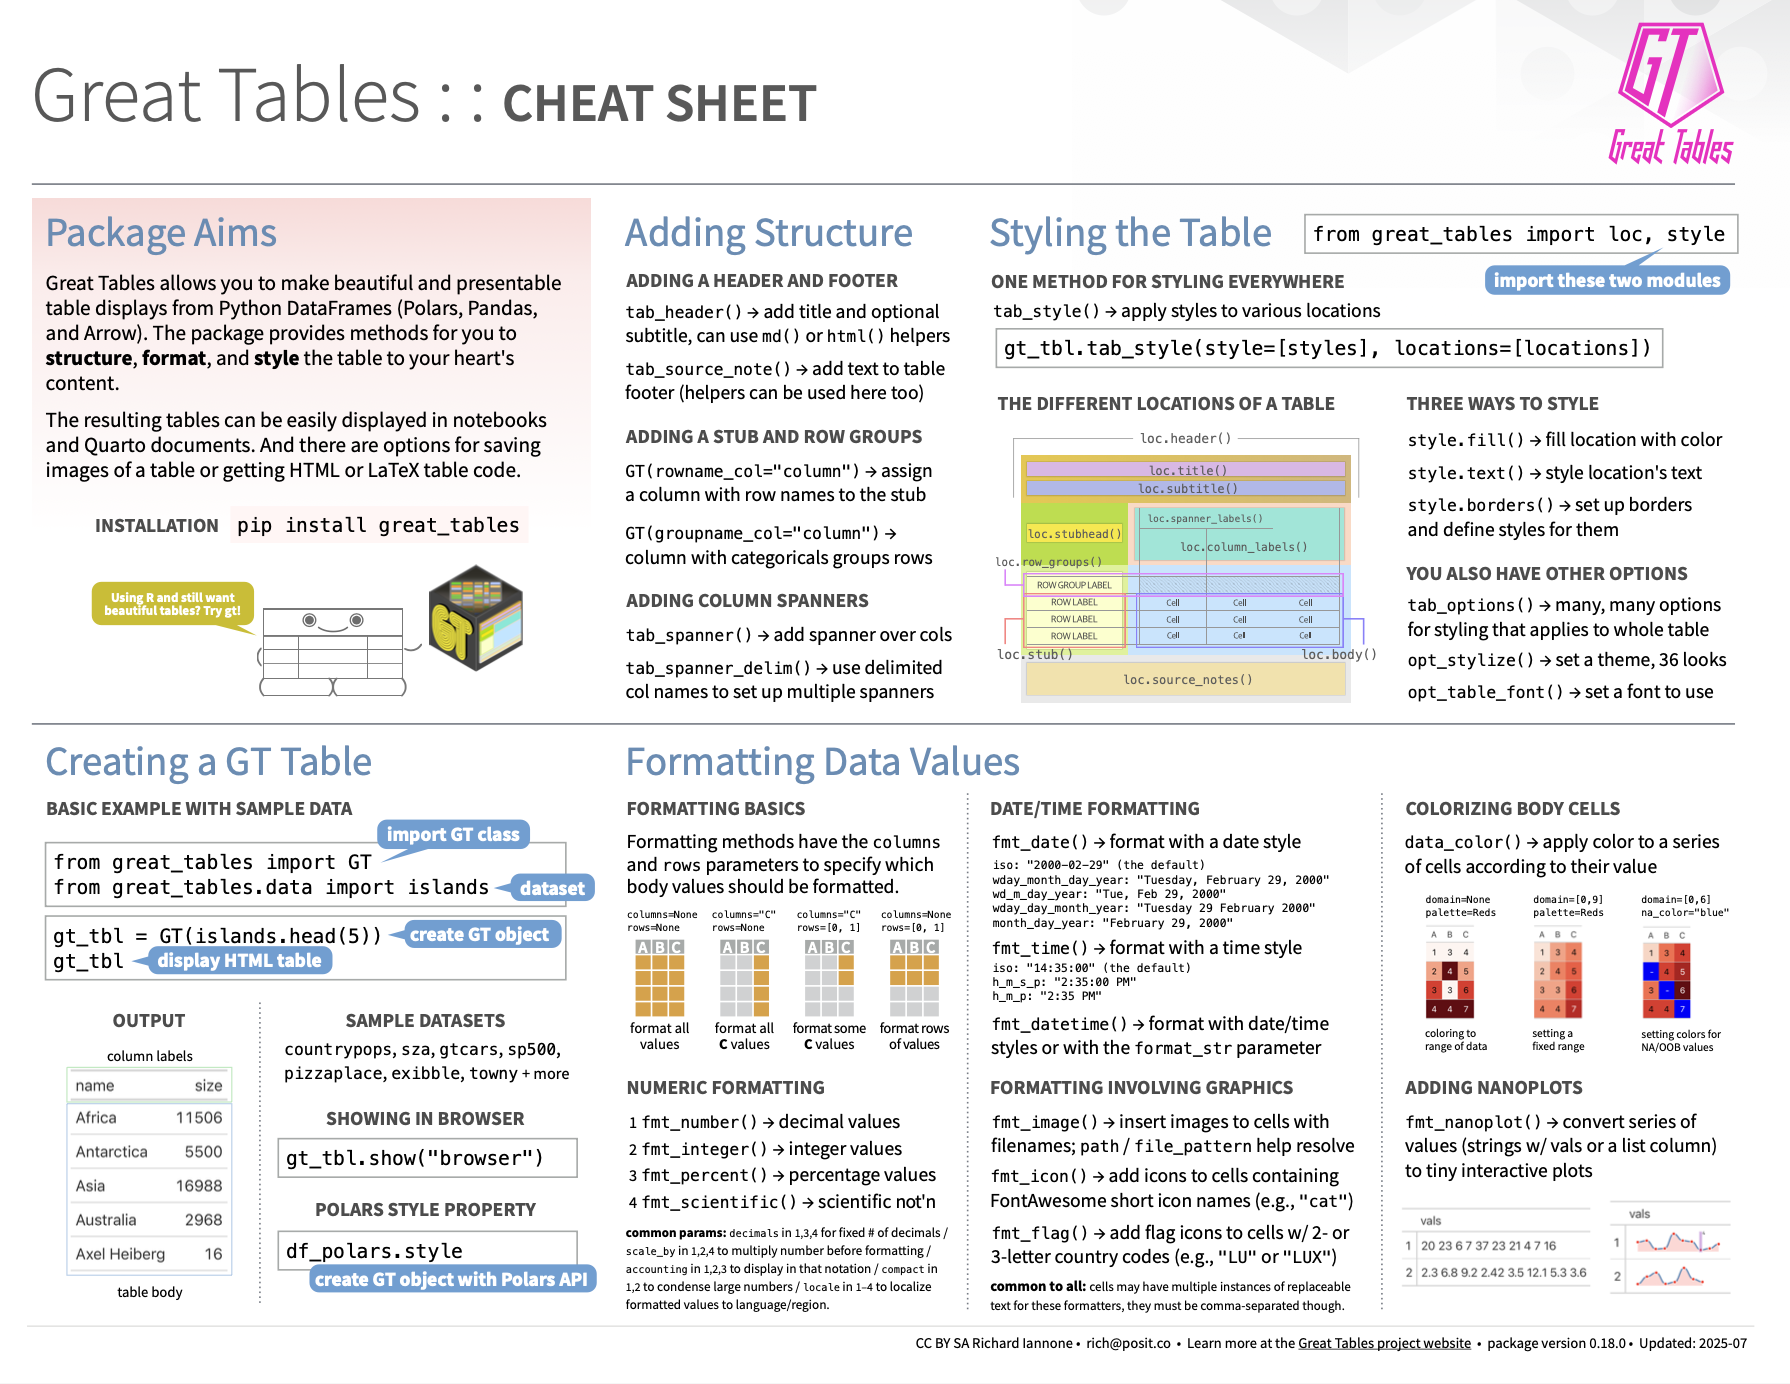 Great Tables : : CHEAT SHEET
GT
Great Tables
Package Aims
Great Tables allows you to make beautiful and presentable
table displays from Python DataFrames (Polars, Pandas,
and Arrow). The package provides methods for you to
structure, format, and style the table to your heart's
content.
The resulting tables can be easily displayed in notebooks
and Quarto documents. And there are options for saving
images of a table or getting HTML or LaTeX table code.
INSTALLATION pip install great_tables
Using R and still want
beautiful tables? Try gt!
GT
Adding Structure
ADDING A HEADER AND FOOTER
tab_header() → add title and optional
subtitle, can use md() or html() helpers
tab_source_note() → add text to table
footer (helpers can be used here too)
ADDING A STUB AND ROW GROUPS
GT(rowname_col="column") → assign
a column with row names to the stub
GT(groupname_col="column") →
column with categoricals groups rows
ADDING COLUMN SPANNERS
tab_spanner() → add spanner over cols
tab_spanner_delim() → use delimited
col names to set up multiple spanners
Styling the Table
from great_tables import loc, style
import these two modules
ONE METHOD FOR STYLING EVERYWHERE
tab_style() → apply styles to various locations
gt_tbl.tab_style(style=[styles], locations=[locations])
THE DIFFERENT LOCATIONS OF A TABLE
loc.header()
loc.title()
loc.subtitle()
loc.spanner_labels()
loc.stubhead()
loc.column_labels()
loc.row_groups()
ROW GROUP LABEL
ROW LABEL Cell Cell Cell
ROW LABEL Cell Cell Cell
ROW LABEL Cell Cell Cell
loc.stub() loc.body()
loc.source_notes()
THREE WAYS TO STYLE
style.fill() → fill location with color
style.text() → style location's text
style.borders() → set up borders
and define styles for them
YOU ALSO HAVE OTHER OPTIONS
tab_options() → many, many options
for styling that applies to whole table
opt_stylize() → set a theme, 36 looks
opt_table_font() → set a font to use
Creating a GT Table
BASIC EXAMPLE WITH SAMPLE DATA
import GT class
from great_tables import GT
from great_tables.data import islands
dataset
gt_tbl = GT(islands.head(5))
create GT object
gt_tbl
display HTML table
OUTPUT
column labels
name size
Africa 11506
Antarctica 5500
Asia 16988
Australia 2968
Axel Heiberg 16
table body
SAMPLE DATASETS
countrypops, sza, gtcars, sp500,
pizzaplace, exibble, towny + more
SHOWING IN BROWSER
gt_tbl.show("browser")
POLARS STYLE PROPERTY
df_polars.style
create GT object with Polars API
Formatting Data Values
FORMATTING BASICS
Formatting methods have the columns
and rows parameters to specify which
body values should be formatted.
columns=None columns="C" columns="C" columns=None
rows=None rows=None rows=[0, 1] rows=[0, 1]
A B C A B C A B C A B C
format all format all format some format rows
values C values C values of values
NUMERIC FORMATTING
1 fmt_number() → decimal values
2 fmt_integer() → integer values
3 fmt_percent() → percentage values
4 fmt_scientific() → scientific not'n
common params: decimals in 1,3,4 for fixed # of decimals /
scale_by in 1,2,4 to multiply number before formatting /
accounting in 1,2,3 to display in that notation / compact in
1,2 to condense large numbers / locale in 1–4 to localize
formatted values to language/region.
DATE/TIME FORMATTING
fmt_date() → format with a date style
iso: "2000-02-29" (the default)
wday_month_day_year: "Tuesday, February 29, 2000"
wd_m_day_year: "Tue, Feb 29, 2000"
wday_day_month_year: "Tuesday 29 February 2000"
month_day_year: "February 29, 2000"
fmt_time() → format with a time style
iso: "14:35:00" (the default)
h_m_s_p: "2:35:00 PM"
h_m_p: "2:35 PM"
fmt_datetime() → format with date/time
styles or with the format_str parameter
FORMATTING INVOLVING GRAPHICS
fmt_image() → insert images to cells with
filenames; path / file_pattern help resolve
fmt_icon() → add icons to cells containing
FontAwesome short icon names (e.g., "cat")
fmt_flag() → add flag icons to cells w/ 2- or
3-letter country codes (e.g., "LU" or "LUX")
common to all: cells may have multiple instances of replaceable
text for these formatters, they must be comma-separated though.
COLORIZING BODY CELLS
data_color() → apply color to a series
of cells according to their value
domain=None domain=[0,9] domain=[0,6]
palette=Reds palette=Reds na_color="blue"
A B C A B C A B C
1 3 4 1 3 4 1 3 4
2 4 5 2 4 5 - 4 5
3 3 6 3 3 6 3 - 6
4 4 7 4 4 7 4 4 7
coloring to setting a setting colors for
range of data fixed range NA/OOB values
ADDING NANOPLOTS
fmt_nanoplot() → convert series of
values (strings w/ vals or a list column)
to tiny interactive plots
vals
1 20 23 6 7 37 23 21 4 7 16
2 2.3 6.8 9.2 2.42 3.5 12.1 5.3 3.6
vals
1
2
CC BY SA Richard Iannone • rich@posit.co • Learn more at the Great Tables project website • package version 0.18.0 • Updated: 2025-07